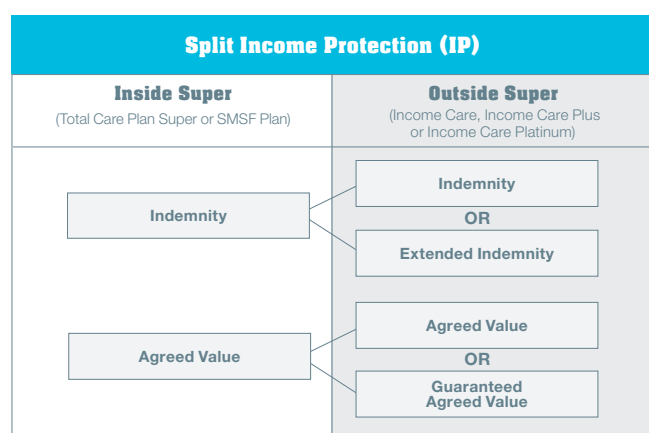 Split Income Protection (IP)
Inside Super
(Total Care Plan Super or SMSF Plan)
Outside Super
(Income Care, Income Care Plus
or Income Care Platinum)
Indemnity
Indemnity
OR
Extended Indemnity
Agreed Value
Agreed Value
OR
Guaranteed
Agreed Value